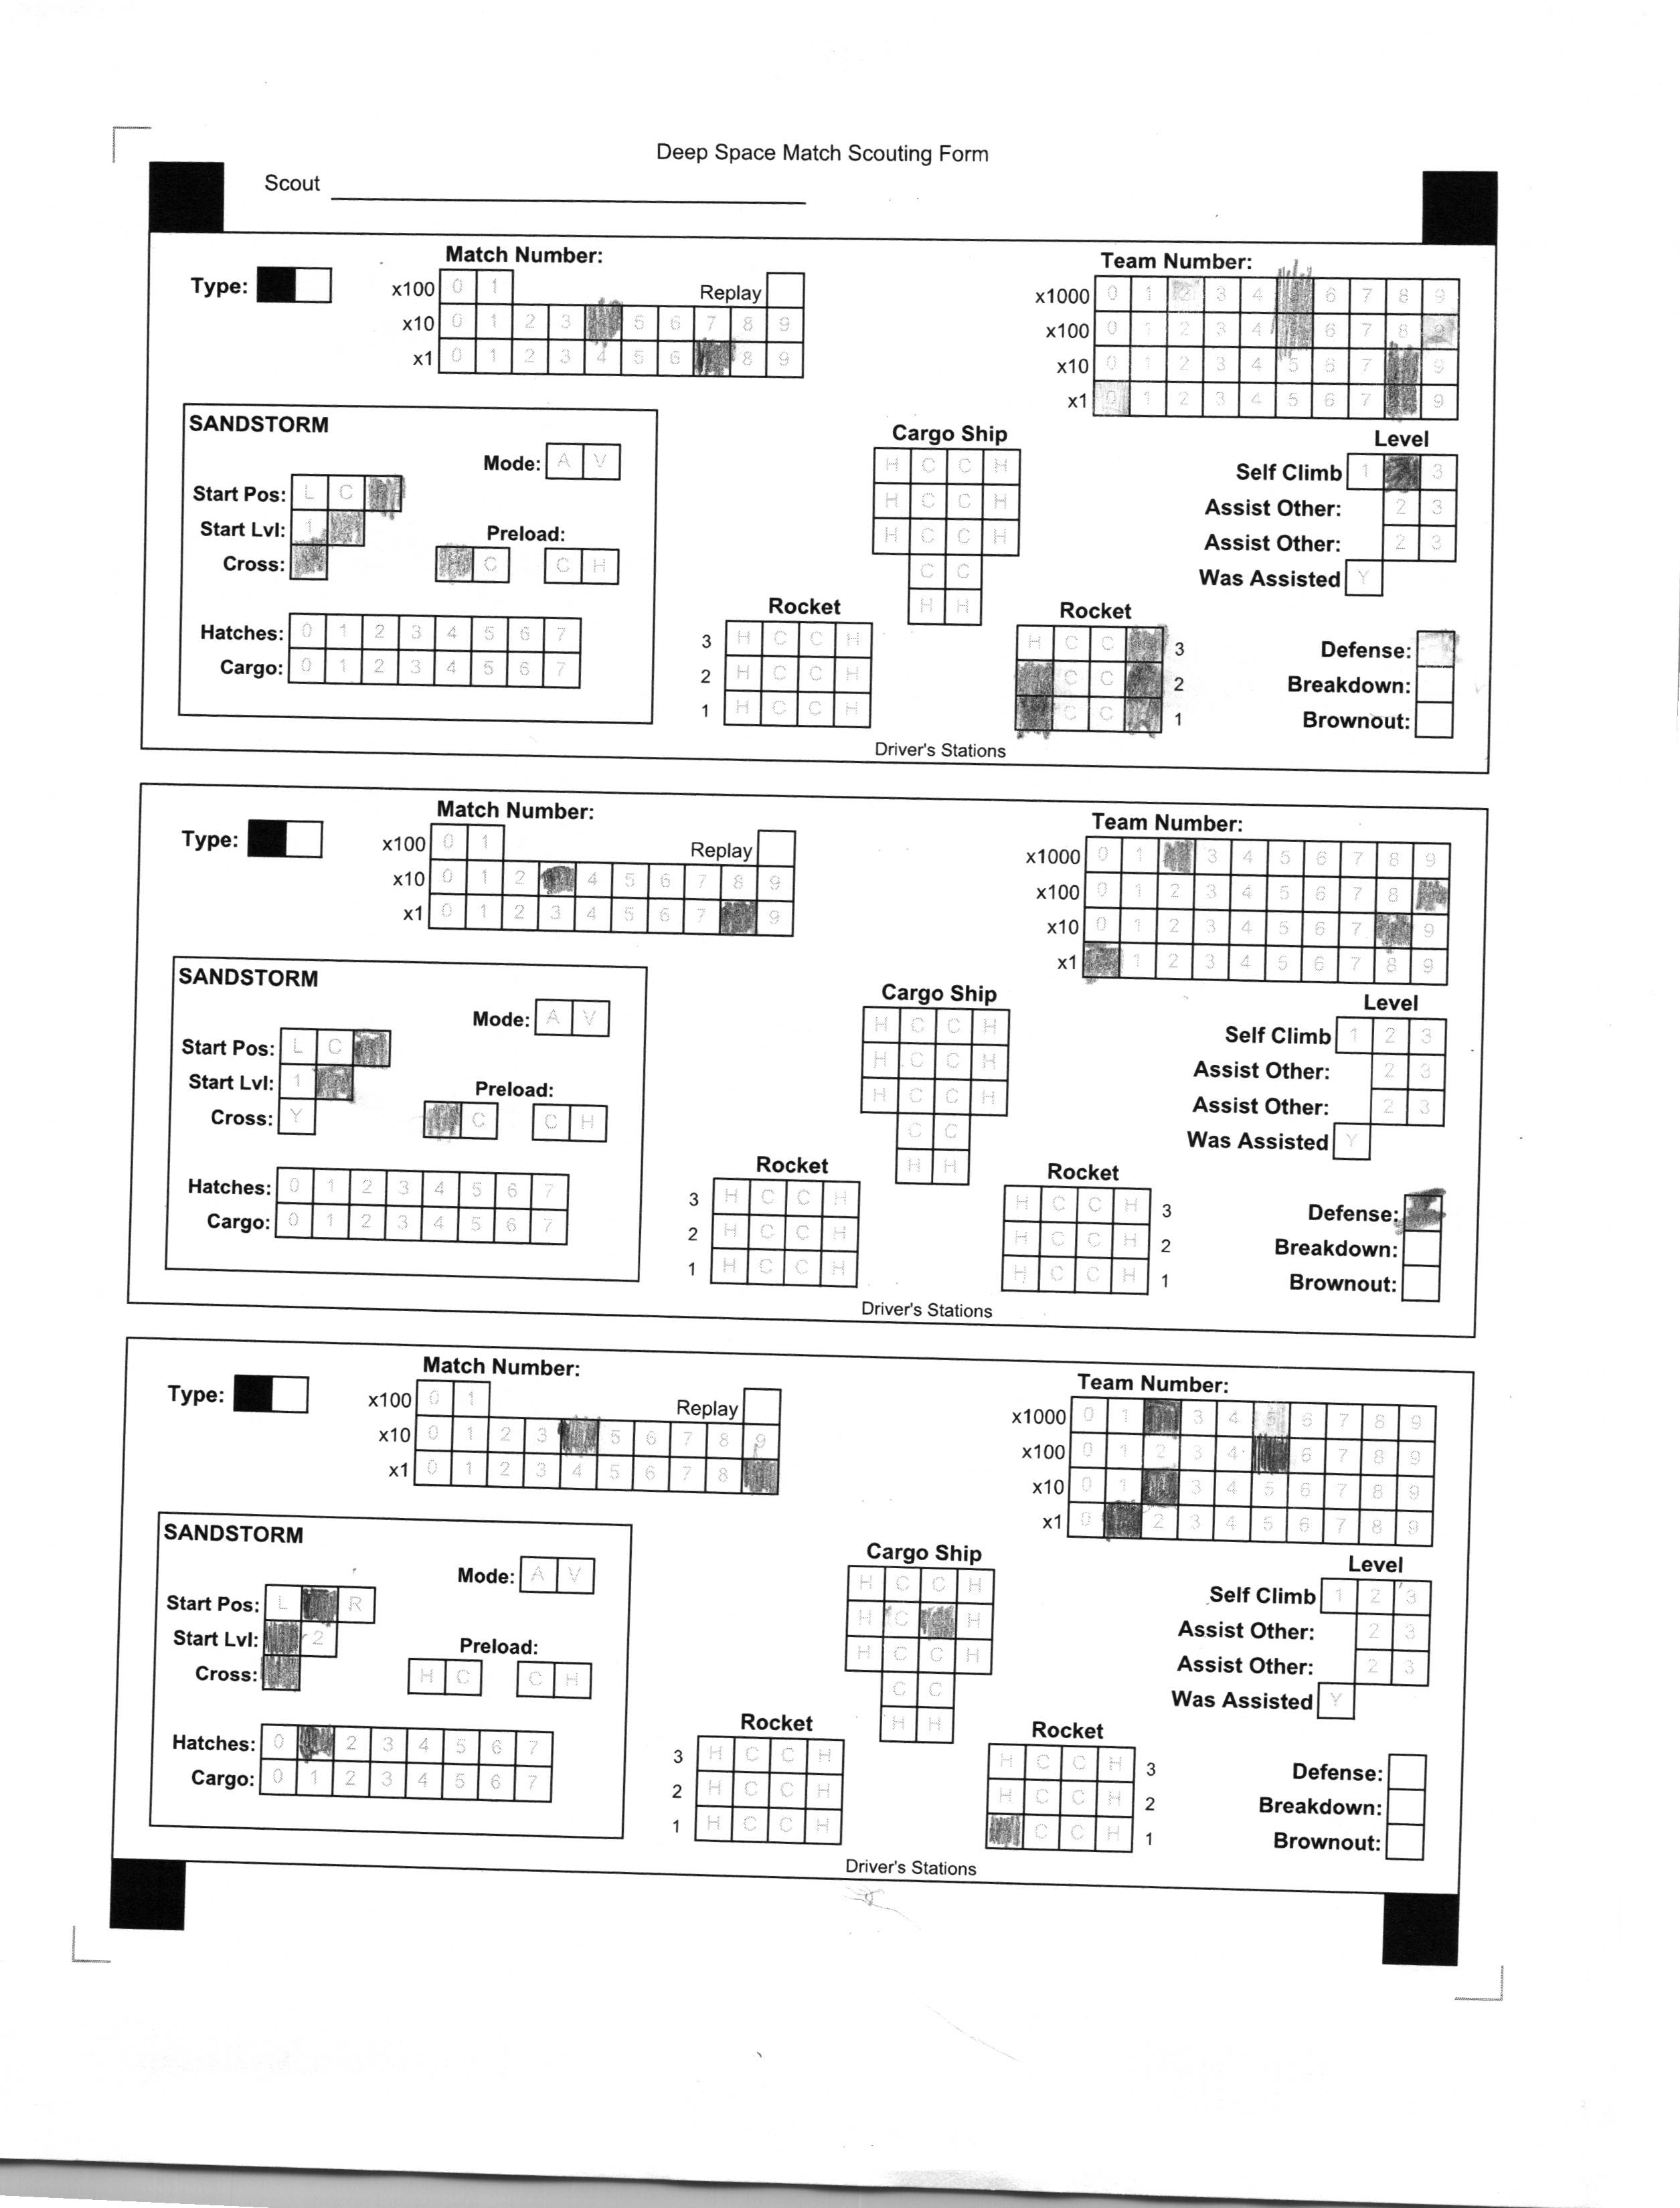 Deep Space Match Scouting Form
Scout
Match Number:
Team Number:
Type:
x100 0 1
Replay
x10 0 1 2 3 5 6 7 8 9
x1 0 1 2 3 4 5 6 8 9
x1000 0 1 2 3 4 6 7 8 9
x100 0 1 2 3 4 6 7 8 9
x10 0 1 2 3 4 5 6 7 9
x1 0 1 2 3 4 5 6 7 9
SANDSTORM
Mode: A V
Start Pos: L C
Start Lvl: 1
Preload:
Cross:
H C C H
Hatches: 0 1 2 3 4 5 6 7
Cargo: 0 1 2 3 4 5 6 7
Cargo Ship
H C C H
H C C H
H C C H
C C
H H
Level
Self Climb 1 3
Assist Other: 2 3
Assist Other: 2 3
Was Assisted Y
Rocket
3 H C C H
2 H C C H
1 H C C H
Rocket
H C C 3
C C 2
C C 1
Defense:
Breakdown:
Brownout:
Driver's Stations
Match Number:
Team Number:
Type:
x100 0 1
Replay
x10 0 1 2 4 5 6 7 8 9
x1 0 1 2 3 4 5 6 7 9
x1000 0 1 3 4 5 6 7 8 9
x100 0 1 2 3 4 5 6 7 8
x10 0 1 2 3 4 5 6 7 9
x1 1 2 3 4 5 6 7 8 9
SANDSTORM
Mode: A V
Start Pos: L C
Start Lvl: 1
Preload:
Cross: Y
C C H
Hatches: 0 1 2 3 4 5 6 7
Cargo: 0 1 2 3 4 5 6 7
Cargo Ship
H C C H
H C C H
H C C H
C C
H H
Level
Self Climb 1 2 3
Assist Other: 2 3
Assist Other: 2 3
Was Assisted Y
Rocket
3 H C C H
2 H C C H
1 H C C H
Rocket
H C C H 3
H C C H 2
H C C H 1
Defense:
Breakdown:
Brownout:
Driver's Stations
Match Number:
Team Number:
Type:
x100 0 1
Replay
x10 0 1 2 3 5 6 7 8 9
x1 0 1 2 3 4 5 6 7 8
x1000 0 1 3 4 5 6 7 8 9
x100 0 1 2 3 4 6 7 8 9
x10 0 1 3 4 5 6 7 8 9
x1 0 2 3 4 5 6 7 8 9
SANDSTORM
Mode: A V
Start Pos: L R
Start Lvl: 2
Preload:
Cross:
H C C H
Hatches: 0 2 3 4 5 6 7
Cargo: 0 1 2 3 4 5 6 7
Cargo Ship
H C C H
H C H
H C C H
C C
H H
Level
Self Climb 1 2 3
Assist Other: 2 3
Assist Other: 2 3
Was Assisted Y
Rocket
3 H C C H
2 H C C H
1 H C C H
Rocket
H C C H 3
H C C H 2
C C H 1
Defense:
Breakdown:
Brownout:
Driver's Stations